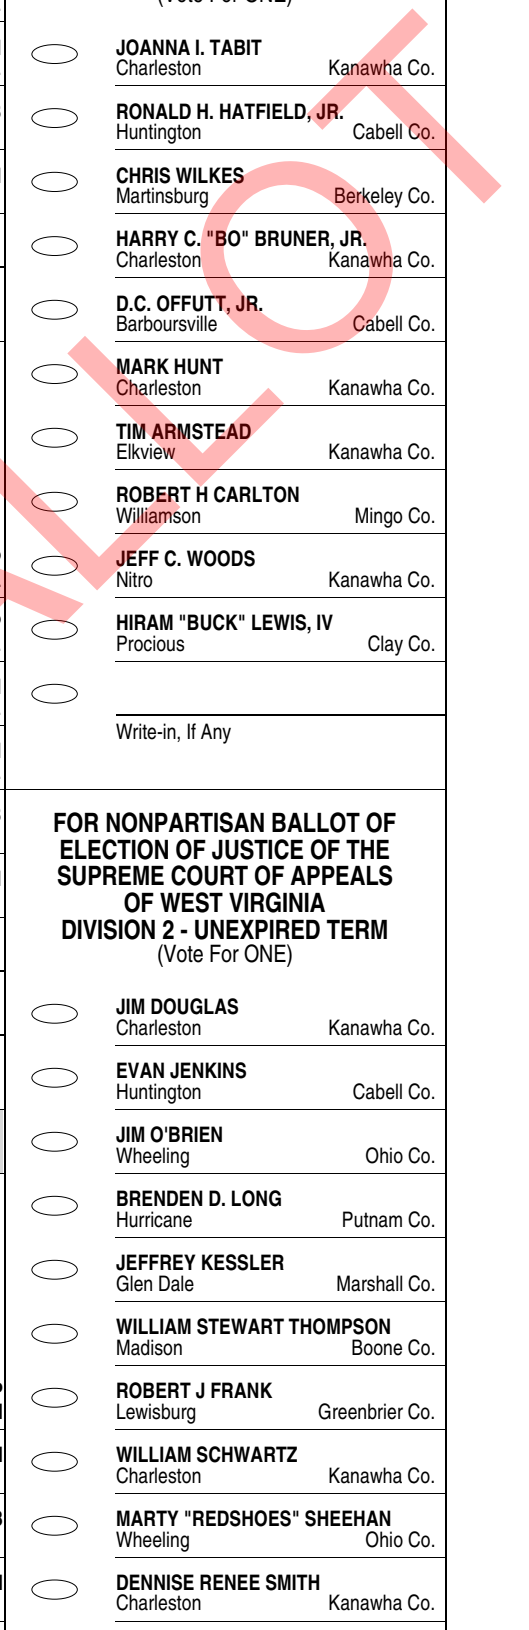 (Vote For ONE)
JOANNA I. TABIT
Charleston Kanawha Co.
RONALD H. HATFIELD, JR.
Huntington Cabell Co.
CHRIS WILKES
Martinsburg Berkeley Co.
HARRY C. "BO" BRUNER, JR.
Charleston Kanawha Co.
D.C. OFFUTT, JR.
Barboursville Cabell Co.
MARK HUNT
Charleston Kanawha Co.
TIM ARMSTEAD
Elkview Kanawha Co.
ROBERT H CARLTON
Williamson Mingo Co.
JEFF C. WOODS
Nitro Kanawha Co.
HIRAM "BUCK" LEWIS, IV
Procious Clay Co.
Write-in, If Any
FOR NONPARTISAN BALLOT OF
ELECTION OF JUSTICE OF THE
SUPREME COURT OF APPEALS
OF WEST VIRGINIA
DIVISION 2 - UNEXPIRED TERM
(Vote For ONE)
JIM DOUGLAS
Charleston Kanawha Co.
EVAN JENKINS
Huntington Cabell Co.
JIM O'BRIEN
Wheeling Ohio Co.
BRENDEN D. LONG
Hurricane Putnam Co.
JEFFREY KESSLER
Glen Dale Marshall Co.
WILLIAM STEWART THOMPSON
Madison Boone Co.
ROBERT J FRANK
Lewisburg Greenbrier Co.
WILLIAM SCHWARTZ
Charleston Kanawha Co.
MARTY "REDSHOES" SHEEHAN
Wheeling Ohio Co.
DENNISE RENEE SMITH
Charleston Kanawha Co.
ALLOT